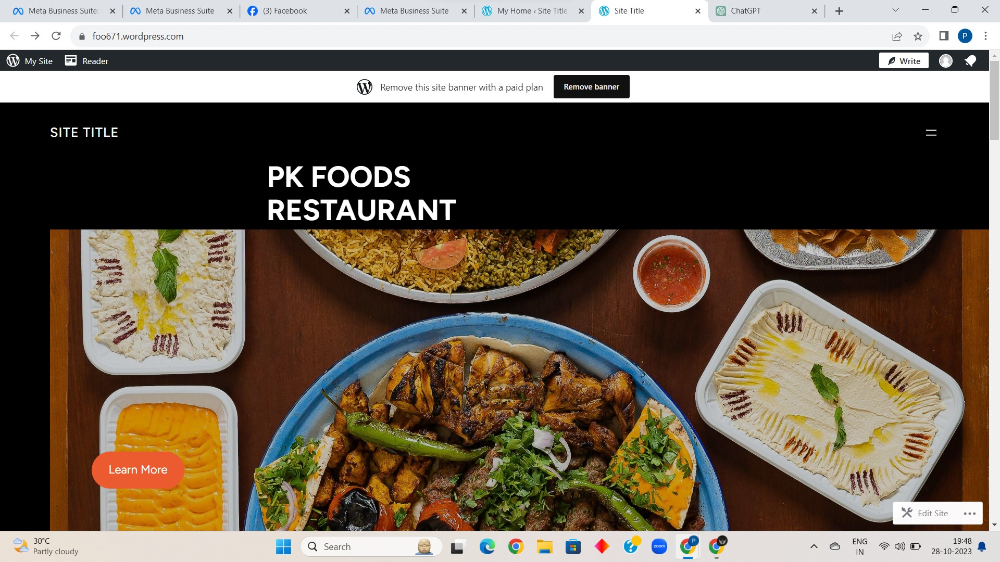 Meta Business Suite:
Meta Business Suite
(3) Facebook
Meta Business Suite
My Home ‹ Site Title
Site Title
ChatGPT
foo671.wordpress.com
P
My Site
Reader
Write
Remove this site banner with a paid plan
Remove banner
SITE TITLE
PK FOODS
RESTAURANT
Learn More
Edit Site
30°C
Partly cloudy
Search
zoom
P
ENG
IN
19:48
28-10-2023